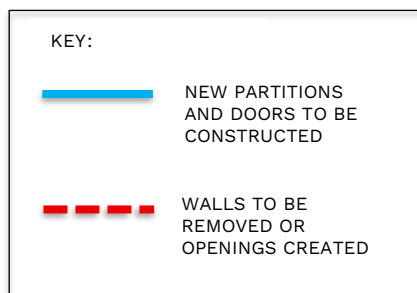 KEY:
NEW PARTITIONS
AND DOORS TO BE
CONSTRUCTED
WALLS TO BE
REMOVED OR
OPENINGS CREATED